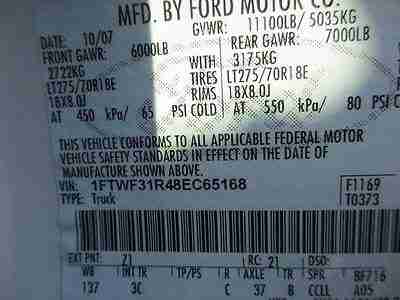 MFD. BY FORD MOTOR CO.
DATE: 10/07 GVWR: 11100LB/ 5035KG
FRONT GAWR: 6000LB REAR GAWR: 7000LB
2722KG WITH 3175KG
LT275/70R18E TIRES LT275/70R18E
18X8.0J RIMS 18X8.0J
AT 450 kPa/ 65 PSI COLD AT 550 kPa/ 80 PSI COLD
THIS VEHICLE CONFORMS TO ALL APPLICABLE FEDERAL MOTOR
VEHICLE SAFETY STANDARDS IN EFFECT ON THE DATE OF
MANUFACTURE SHOWN ABOVE.
VIN: 1FTWF31R48EC65168 F1169
TYPE: Truck T0373
EXT PNT: Z1 RC: 21 DSO:
WB INT TR TP/PS R AXLE TR SPR BF716
137 3C C 37 B CCLL A05